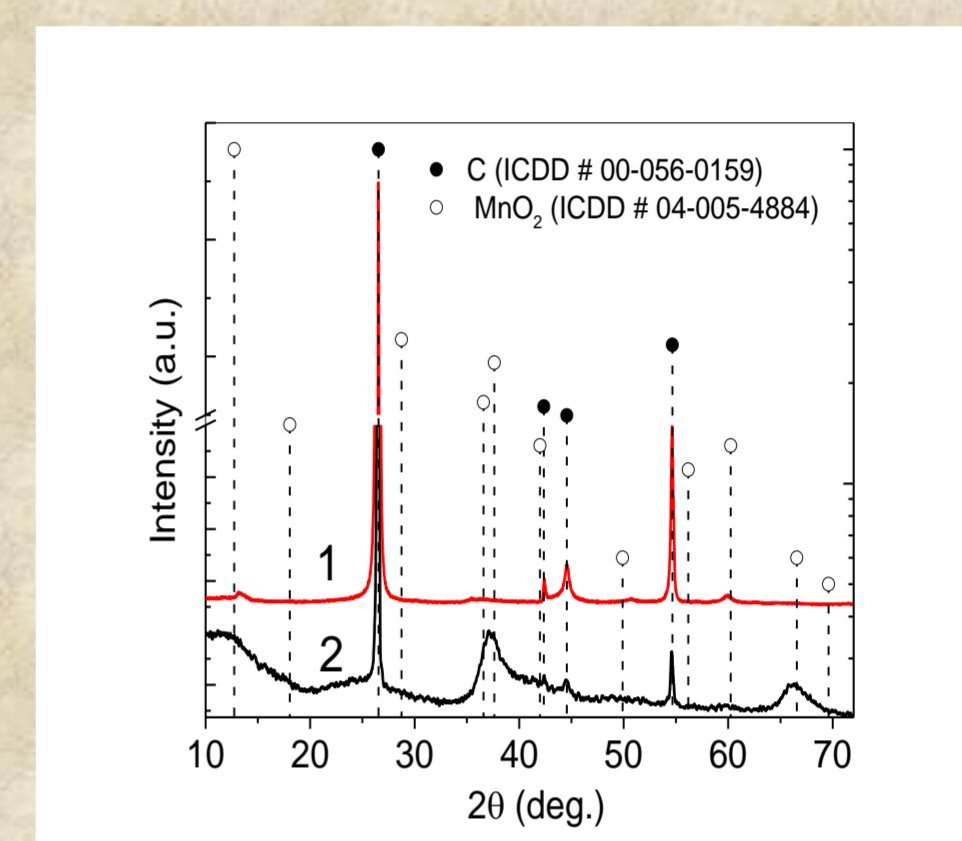 C (ICDD # 00-056-0159)
MnO2 (ICDD # 04-005-4884)
Intensity (a.u.)
1
2
10 20 30 40 50 60 70
2θ (deg.)